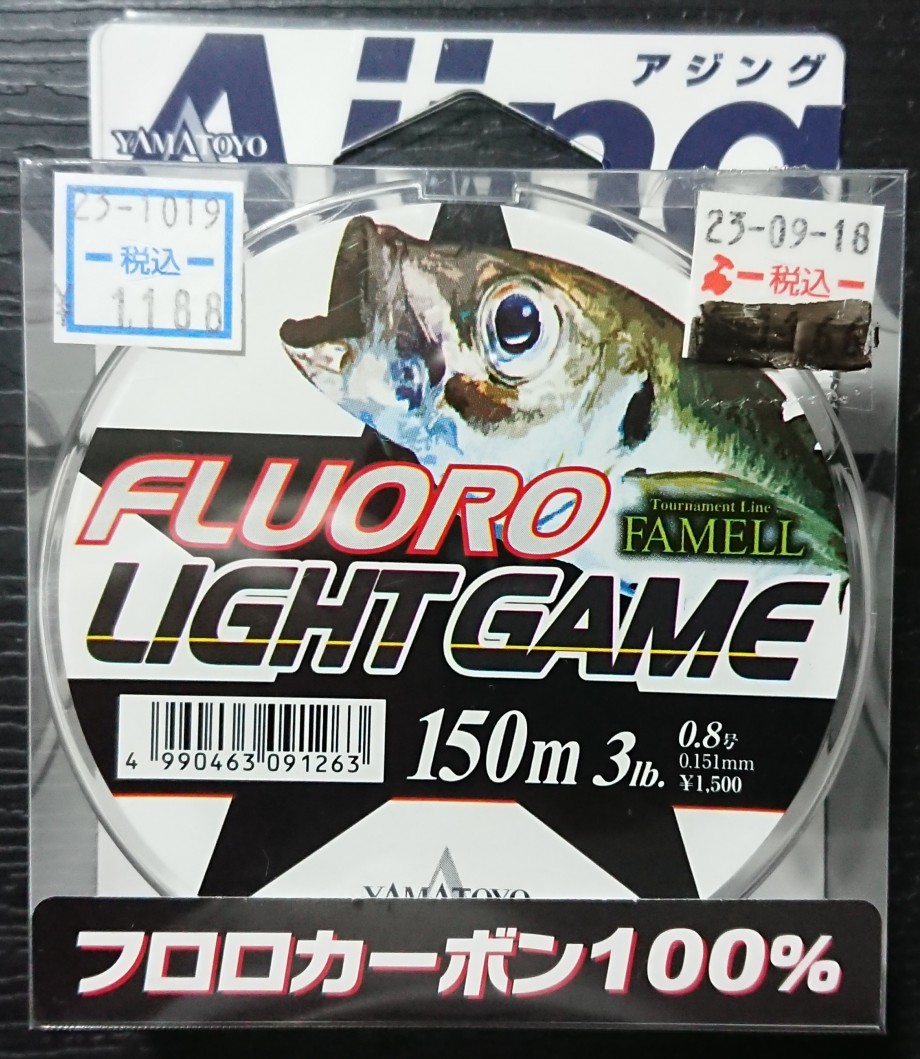 Ajing
アジング
YAMATOYO
23-1019
税込
¥ 1188
23-09-18
税込
FLUORO
Tournament Line
FAMELL
LIGHT GAME
4 990463 091263
150m 3lb.
0.8号
0.151mm
¥1,500
YAMATOYO
フロロカーボン100%